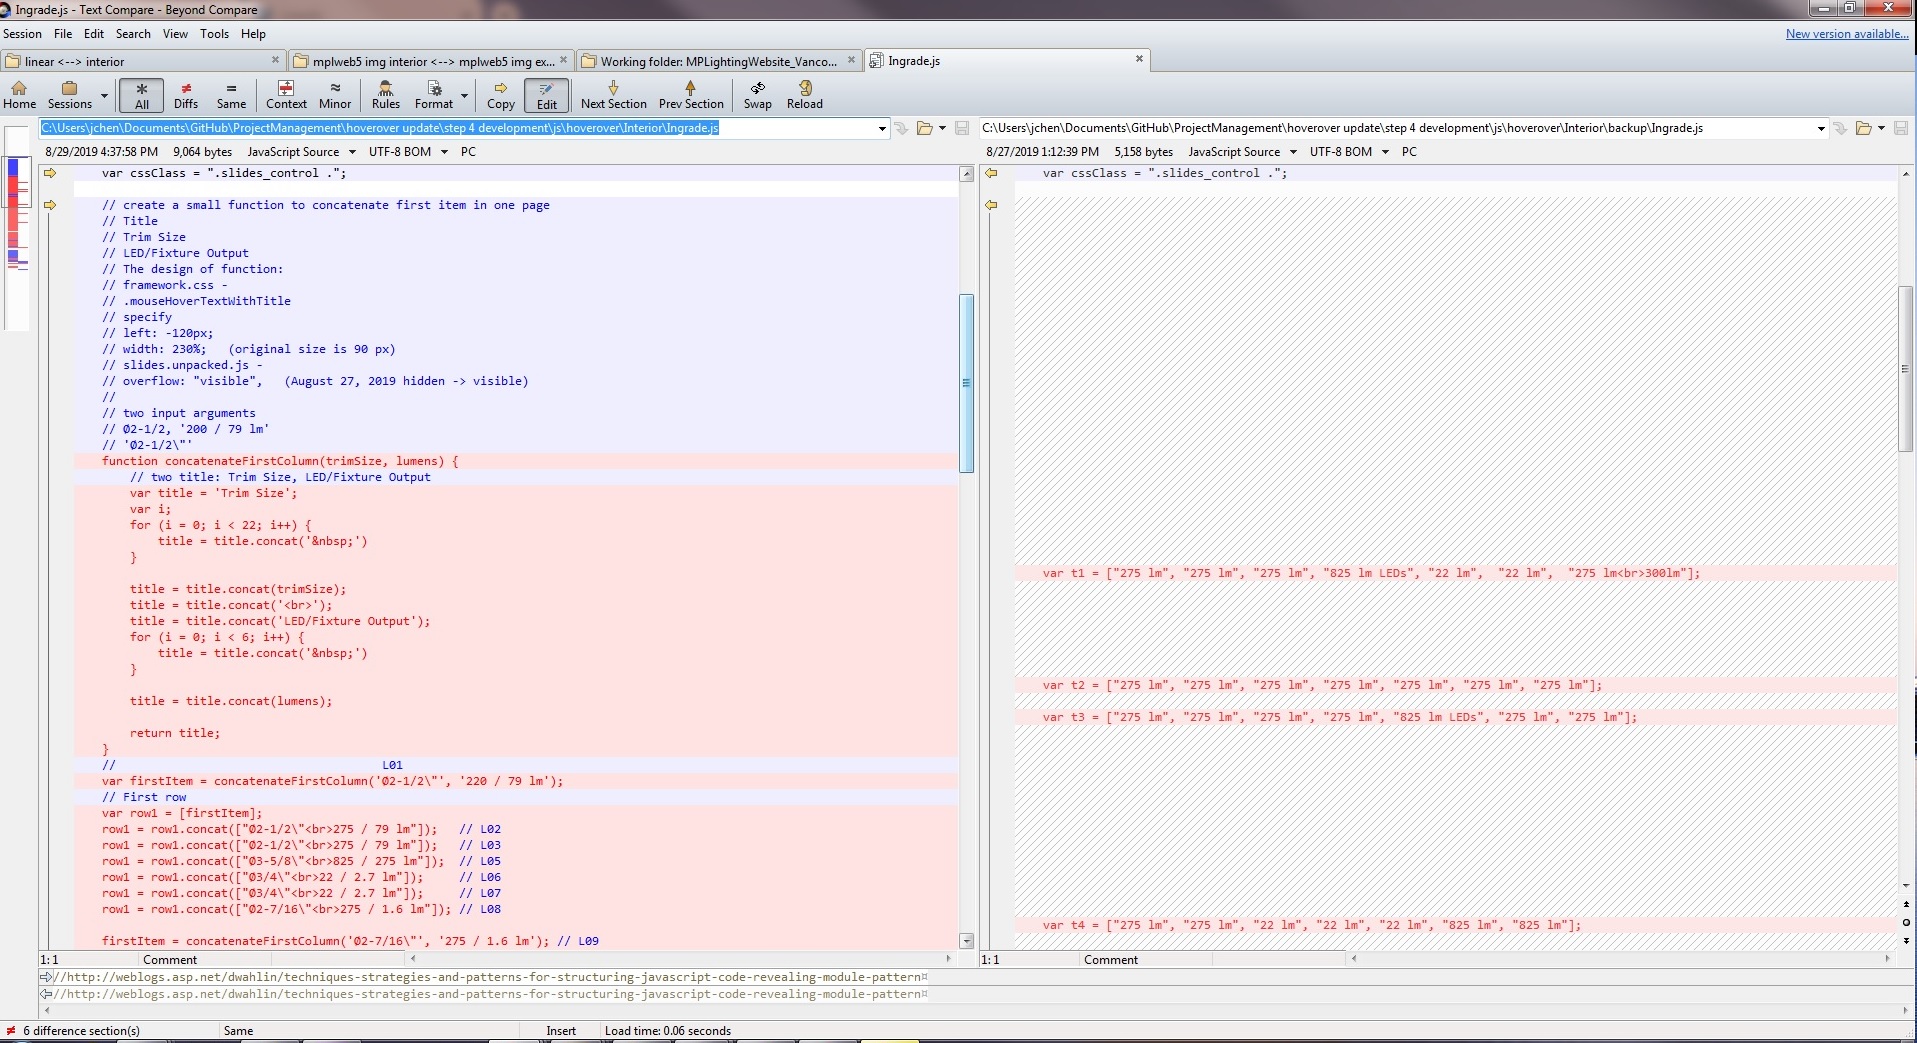 Ingrade.js - Text Compare - Beyond Compare
Session File Edit Search View Tools Help
New version available...
linear <--> interior
mplweb5 img interior <--> mplweb5 img ex...
Working folder: MPLightingWebsite_Vanco...
Ingrade.js
Home Sessions All Diffs Same Context Minor Rules Format Copy Edit Next Section Prev Section Swap Reload
C:\Users\jchen\Documents\GitHub\ProjectManagement\hoverover update\step 4 development\js\hoverover\Interior\Ingrade.js
8/29/2019 4:37:58 PM 9,064 bytes JavaScript Source UTF-8 BOM PC
var cssClass = ".slides_control .";
// create a small function to concatenate first item in one page
// Title
// Trim Size
// LED/Fixture Output
// The design of function:
// framework.css -
// .mouseHoverTextWithTitle
// specify
// left: -120px;
// width: 230%; (original size is 90 px)
// slides.unpacked.js -
// overflow: "visible", (August 27, 2019 hidden -> visible)
//
// two input arguments
// Ø2-1/2, '200 / 79 lm'
// 'Ø2-1/2\"'
function concatenateFirstColumn(trimSize, lumens) {
// two title: Trim Size, LED/Fixture Output
var title = 'Trim Size';
var i;
for (i = 0; i < 22; i++) {
title = title.concat('&nbsp;')
}
title = title.concat(trimSize);
title = title.concat('<br>');
title = title.concat('LED/Fixture Output');
for (i = 0; i < 6; i++) {
title = title.concat('&nbsp;')
}
title = title.concat(lumens);
return title;
}
// L01
var firstItem = concatenateFirstColumn('Ø2-1/2\"', '220 / 79 lm');
// First row
var row1 = [firstItem];
row1 = row1.concat(["Ø2-1/2\"<br>275 / 79 lm"]); // L02
row1 = row1.concat(["Ø2-1/2\"<br>275 / 79 lm"]); // L03
row1 = row1.concat(["Ø3-5/8\"<br>825 / 275 lm"]); // L05
row1 = row1.concat(["Ø3/4\"<br>22 / 2.7 lm"]); // L06
row1 = row1.concat(["Ø3/4\"<br>22 / 2.7 lm"]); // L07
row1 = row1.concat(["Ø2-7/16\"<br>275 / 1.6 lm"]); // L08
firstItem = concatenateFirstColumn('Ø2-7/16\"', '275 / 1.6 lm'); // L09
1:1 Comment
C:\Users\jchen\Documents\GitHub\ProjectManagement\hoverover update\step 4 development\js\hoverover\Interior\backup\Ingrade.js
8/27/2019 1:12:39 PM 5,158 bytes JavaScript Source UTF-8 BOM PC
var cssClass = ".slides_control .";
var t1 = ["275 lm", "275 lm", "275 lm", "825 lm LEDs", "22 lm", "22 lm", "275 lm<br>300lm"];
var t2 = ["275 lm", "275 lm", "275 lm", "275 lm", "275 lm", "275 lm", "275 lm"];
var t3 = ["275 lm", "275 lm", "275 lm", "275 lm", "825 lm LEDs", "275 lm", "275 lm"];
var t4 = ["275 lm", "275 lm", "22 lm", "22 lm", "22 lm", "825 lm", "825 lm"];
1:1 Comment
//http://weblogs.asp.net/dwahlin/techniques-strategies-and-patterns-for-structuring-javascript-code-revealing-module-pattern¤
//http://weblogs.asp.net/dwahlin/techniques-strategies-and-patterns-for-structuring-javascript-code-revealing-module-pattern¤
6 difference section(s) Same Insert Load time: 0.06 seconds